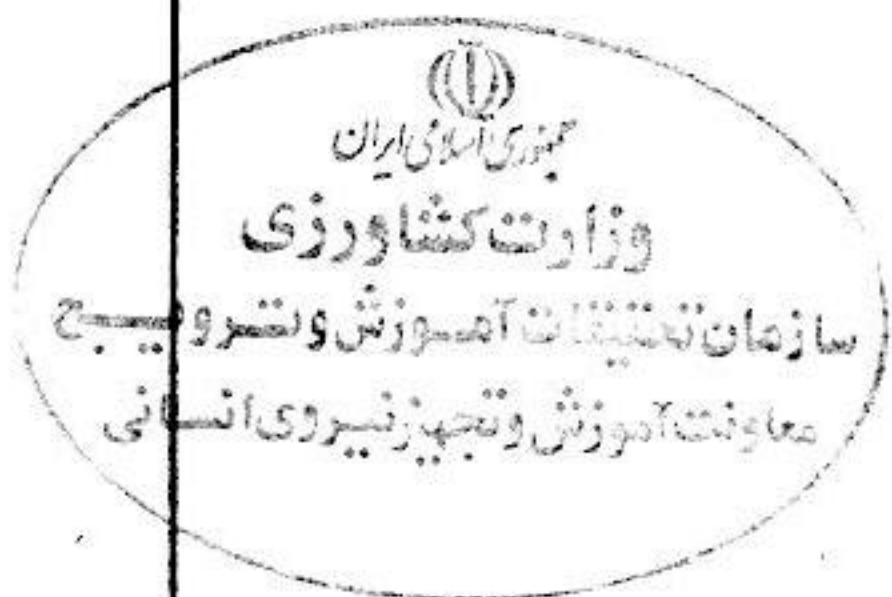 جمهوری اسلامی ایران
وزارت کشاورزی
سازمان تحقیقات آموزش و ترویج
معاونت آموزش و تجهیز نیروی انسانی